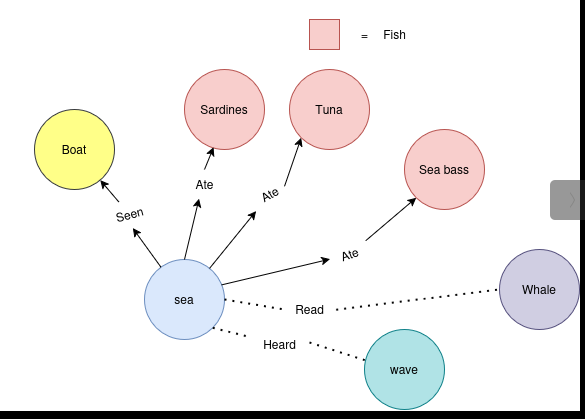 = Fish
Sardines
Tuna
Boat
Sea bass
Ate
Ate
Seen
Ate
Whale
sea
Read
Heard
wave